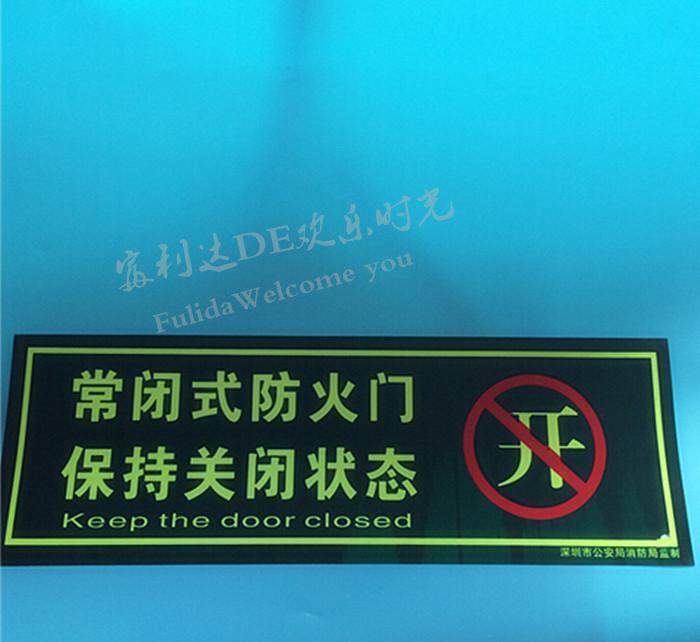 富利达DE欢乐时光
FulidaWelcome you
常闭式防火门
保持关闭状态
Keep the door closed
开
深圳市公安局消防局监制